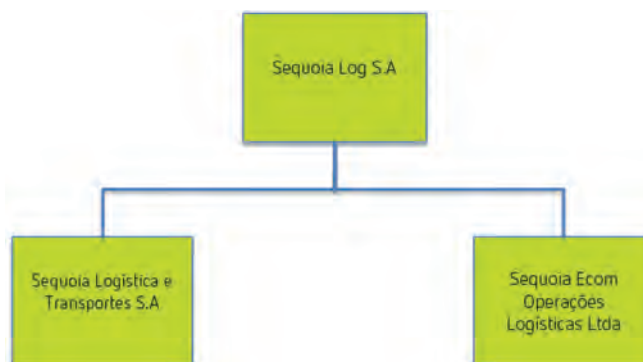 Sequoia Log S.A
Sequoia Logística e
Transportes S.A
Sequoia Ecom
Operações
Logísticas Ltda